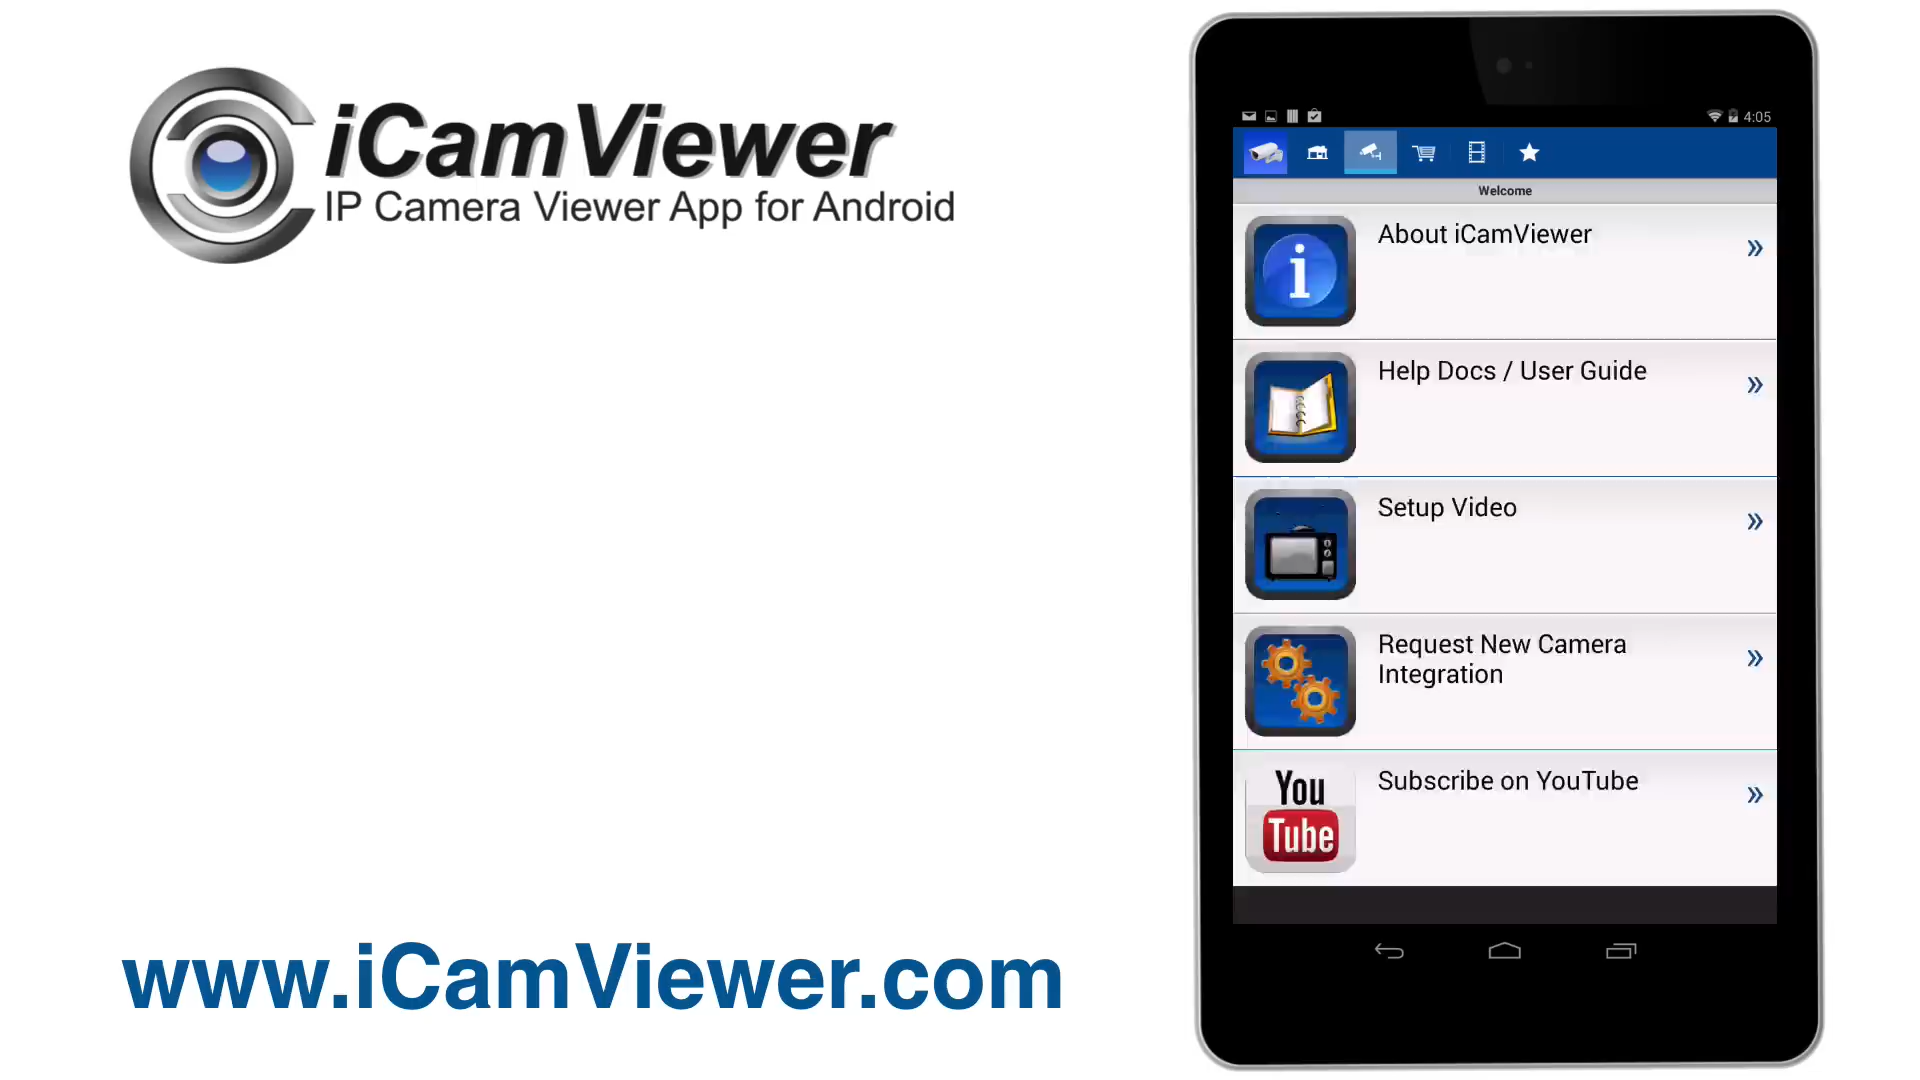 iCamViewer
IP Camera Viewer App for Android
www.iCamViewer.com
4:05
Welcome
About iCamViewer
Help Docs / User Guide
Setup Video
Request New Camera
Integration
You
Tube
Subscribe on YouTube